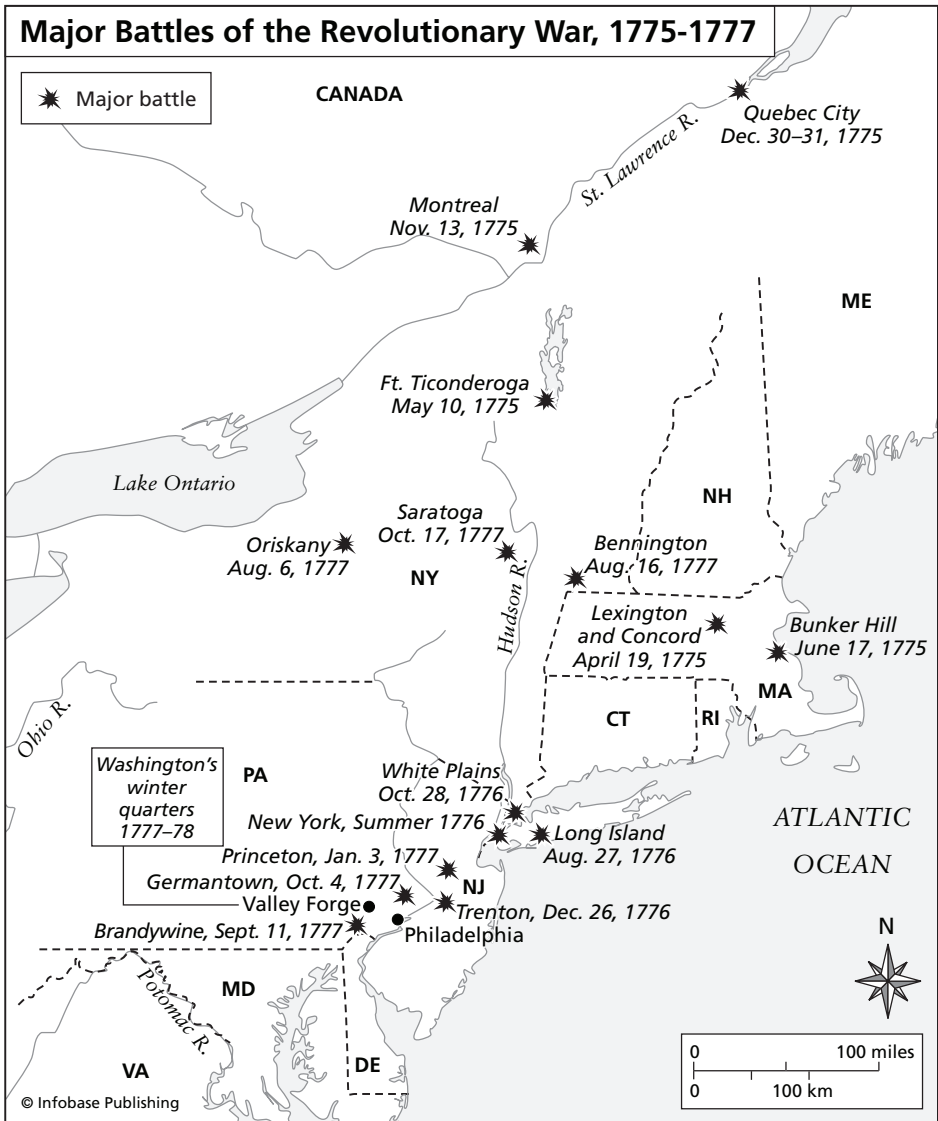 Major Battles of the Revolutionary War, 1775-1777
Major battle
CANADA
Quebec City
Dec. 30–31, 1775
St. Lawrence R.
Montreal
Nov. 13, 1775
ME
Ft. Ticonderoga
May 10, 1775
Lake Ontario
NH
Saratoga
Oct. 17, 1777
Oriskany
Aug. 6, 1777
Bennington
Aug. 16, 1777
NY
Hudson R.
Lexington
and Concord
April 19, 1775
Bunker Hill
June 17, 1775
MA
CT
RI
Ohio R.
Washington's
winter
quarters
1777–78
PA
White Plains
Oct. 28, 1776
New York, Summer 1776
Long Island
Aug. 27, 1776
ATLANTIC
OCEAN
Princeton, Jan. 3, 1777
Germantown, Oct. 4, 1777
NJ
Valley Forge
Trenton, Dec. 26, 1776
Brandywine, Sept. 11, 1777
Philadelphia
N
MD
Potomac R.
VA
DE
0 100 miles
0 100 km
© Infobase Publishing